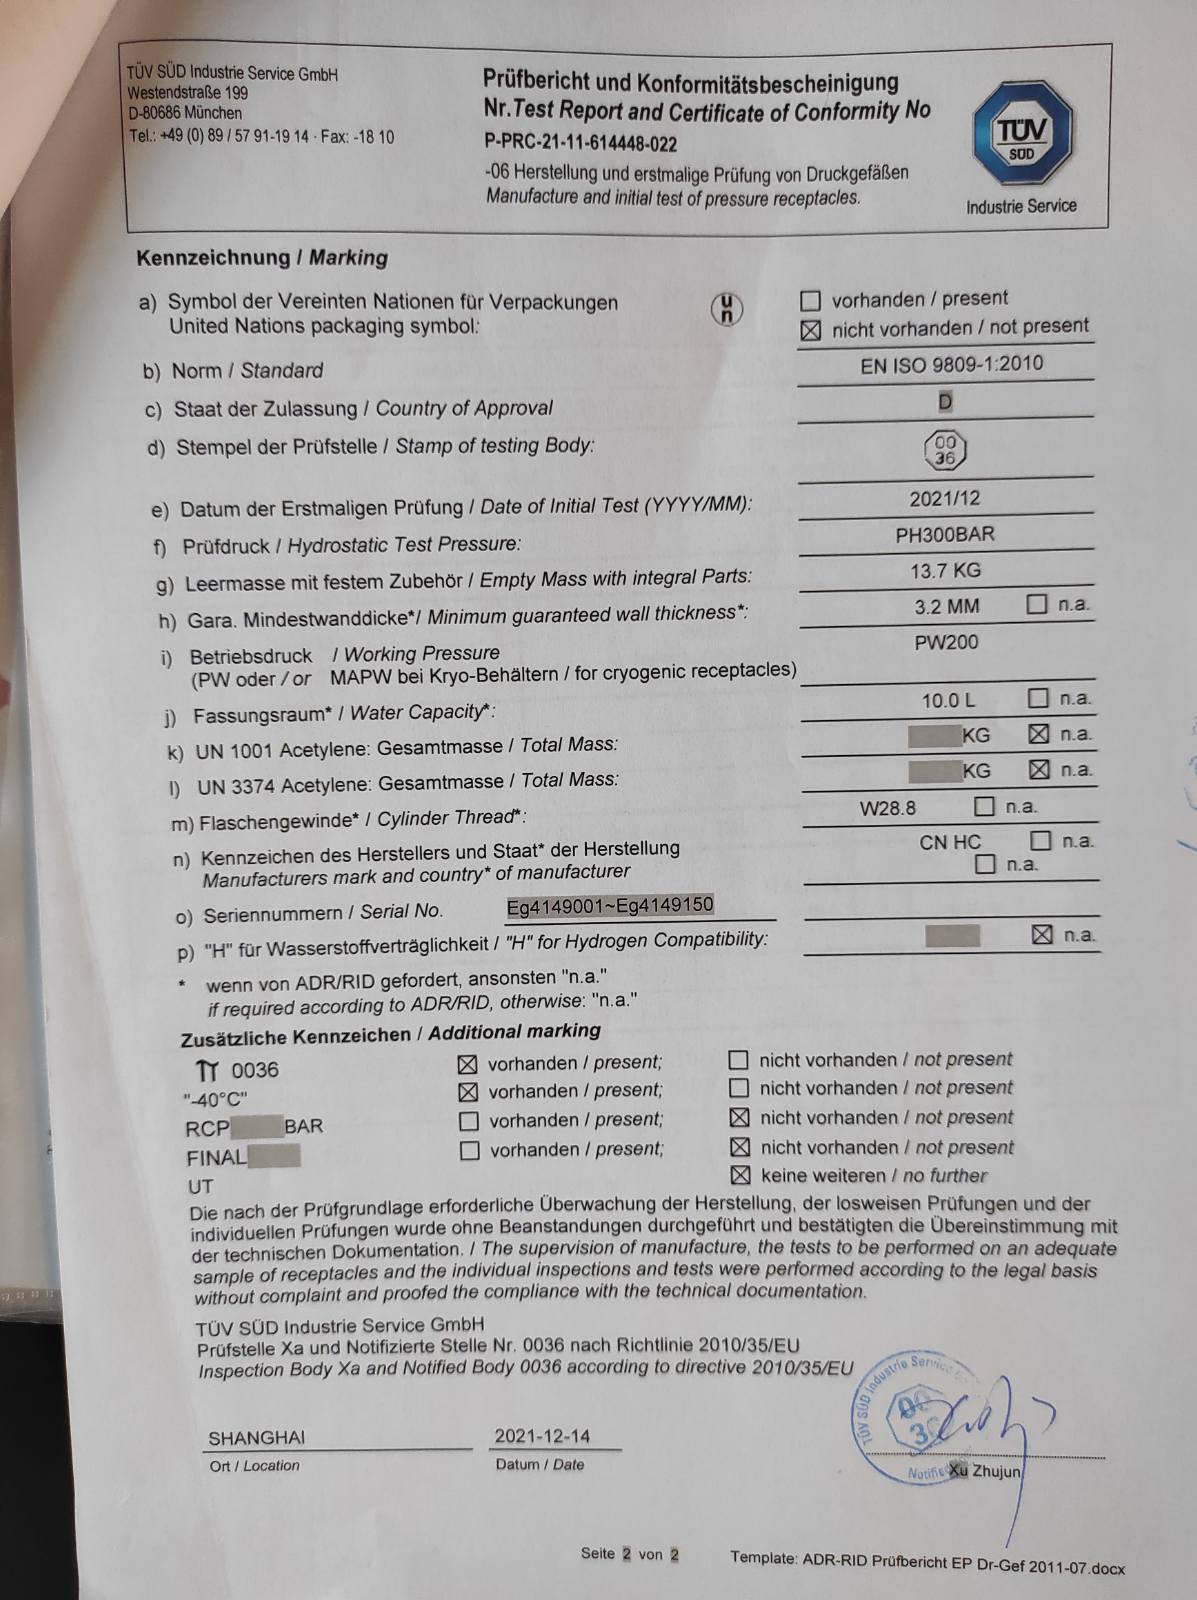 TÜV SÜD Industrie Service GmbH
Westendstraße 199
D-80686 München
Tel.: +49 (0) 89 / 57 91-19 14 · Fax: -18 10
Prüfbericht und Konformitätsbescheinigung
Nr.Test Report and Certificate of Conformity No
P-PRC-21-11-614448-022
-06 Herstellung und erstmalige Prüfung von Druckgefäßen
Manufacture and initial test of pressure receptacles.
TÜV
SÜD
Industrie Service
Kennzeichnung / Marking
a) Symbol der Vereinten Nationen für Verpackungen
United Nations packaging symbol:
u
n
☐ vorhanden / present
☒ nicht vorhanden / not present
b) Norm / Standard EN ISO 9809-1:2010
c) Staat der Zulassung / Country of Approval D
d) Stempel der Prüfstelle / Stamp of testing Body:
00
36
e) Datum der Erstmaligen Prüfung / Date of Initial Test (YYYY/MM): 2021/12
f) Prüfdruck / Hydrostatic Test Pressure: PH300BAR
g) Leermasse mit festem Zubehör / Empty Mass with integral Parts: 13.7 KG
h) Gara. Mindestwanddicke*/ Minimum guaranteed wall thickness*: 3.2 MM ☐ n.a.
i) Betriebsdruck / Working Pressure PW200
(PW oder / or MAPW bei Kryo-Behältern / for cryogenic receptacles)
j) Fassungsraum* / Water Capacity*: 10.0 L ☐ n.a.
k) UN 1001 Acetylene: Gesamtmasse / Total Mass: KG ☒ n.a.
l) UN 3374 Acetylene: Gesamtmasse / Total Mass: KG ☒ n.a.
m) Flaschengewinde* / Cylinder Thread*: W28.8 ☐ n.a.
n) Kennzeichen des Herstellers und Staat* der Herstellung CN HC ☐ n.a.
Manufacturers mark and country* of manufacturer ☐ n.a.
o) Seriennummern / Serial No. Eg4149001~Eg4149150
p) "H" für Wasserstoffverträglichkeit / "H" for Hydrogen Compatibility: ☒ n.a.
* wenn von ADR/RID gefordert, ansonsten "n.a."
if required according to ADR/RID, otherwise: "n.a."
Zusätzliche Kennzeichen / Additional marking
π 0036 ☒ vorhanden / present; ☐ nicht vorhanden / not present
"-40°C" ☒ vorhanden / present; ☐ nicht vorhanden / not present
RCP BAR ☐ vorhanden / present; ☒ nicht vorhanden / not present
FINAL ☐ vorhanden / present; ☒ nicht vorhanden / not present
UT ☒ keine weiteren / no further
Die nach der Prüfgrundlage erforderliche Überwachung der Herstellung, der losweisen Prüfungen und der
individuellen Prüfungen wurde ohne Beanstandungen durchgeführt und bestätigten die Übereinstimmung mit
der technischen Dokumentation. / The supervision of manufacture, the tests to be performed on an adequate
sample of receptacles and the individual inspections and tests were performed according to the legal basis
without complaint and proofed the compliance with the technical documentation.
TÜV SÜD Industrie Service GmbH
Prüfstelle Xa und Notifizierte Stelle Nr. 0036 nach Richtlinie 2010/35/EU
Inspection Body Xa and Notified Body 0036 according to directive 2010/35/EU
TÜV SÜD Industrie Service
SHANGHAI
Ort / Location
2021-12-14
Datum / Date
Xu Zhujun
Seite 2 von 2
Template: ADR-RID Prüfbericht EP Dr-Gef 2011-07.docx